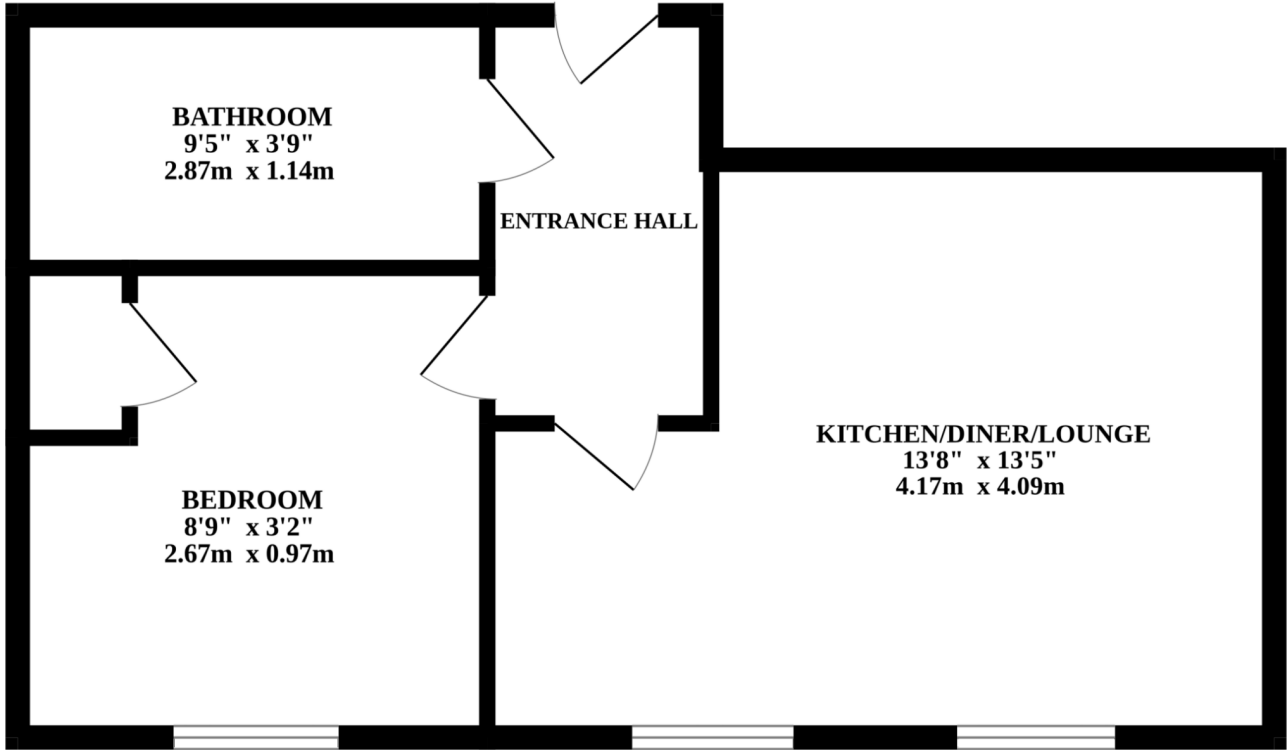 BATHROOM
9'5" x 3'9"
2.87m x 1.14m
ENTRANCE HALL
KITCHEN/DINER/LOUNGE
13'8" x 13'5"
4.17m x 4.09m
BEDROOM
8'9" x 3'2"
2.67m x 0.97m